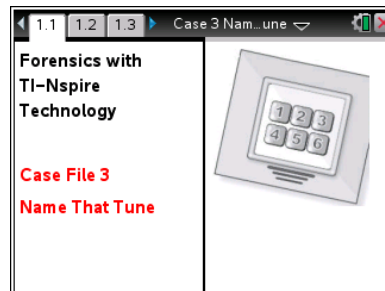 1.1 1.2 1.3 Case 3 Nam...une
Forensics with
TI-Nspire
Technology
Case File 3
Name That Tune
1 2 3
4 5 6